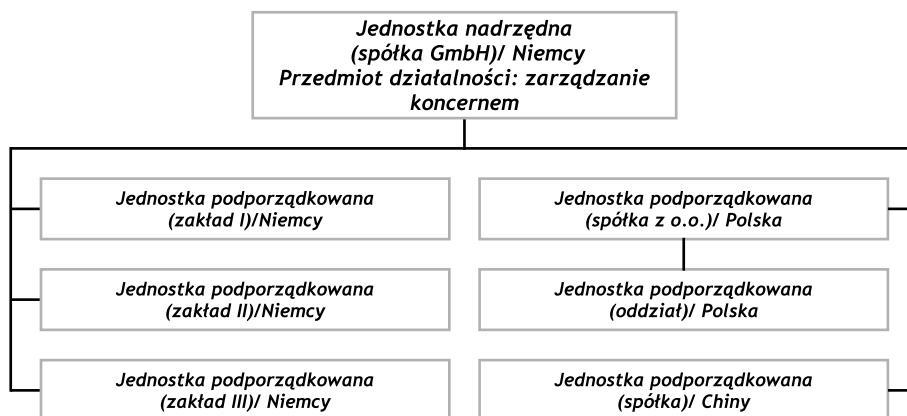 Jednostka nadrzędna
(spółka GmbH)/ Niemcy
Przedmiot działalności: zarządzanie
koncernem
Jednostka podporządkowana
(zakład I)/Niemcy
Jednostka podporządkowana
(spółka z o.o.)/ Polska
Jednostka podporządkowana
(zakład II)/Niemcy
Jednostka podporządkowana
(oddział)/ Polska
Jednostka podporządkowana
(zakład III)/ Niemcy
Jednostka podporządkowana
(spółka)/ Chiny